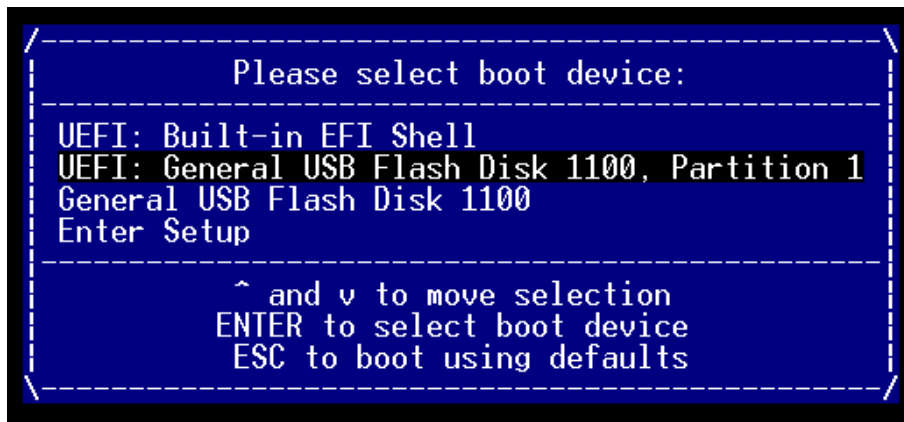 Please select boot device:
UEFI: Built-in EFI Shell
UEFI: General USB Flash Disk 1100, Partition 1
General USB Flash Disk 1100
Enter Setup
^ and v to move selection
ENTER to select boot device
ESC to boot using defaults